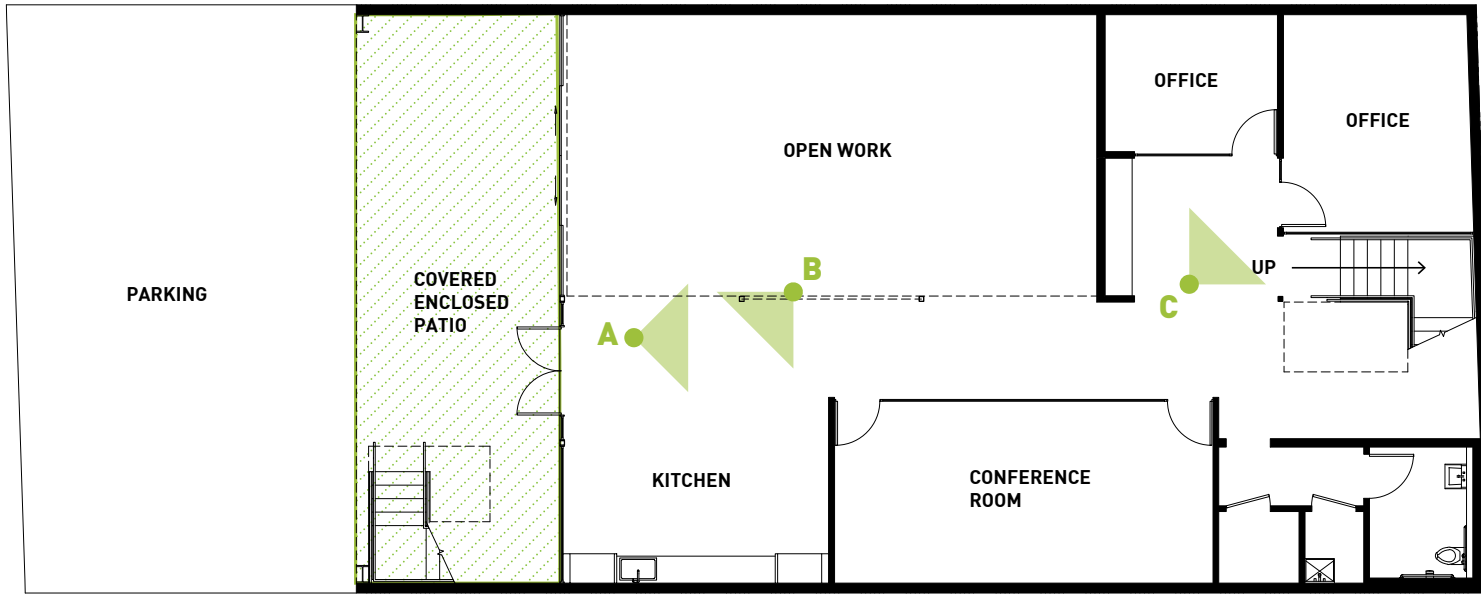 OFFICE
OFFICE
OPEN WORK
B
UP
COVERED
ENCLOSED
PATIO
PARKING
C
A
KITCHEN
CONFERENCE
ROOM